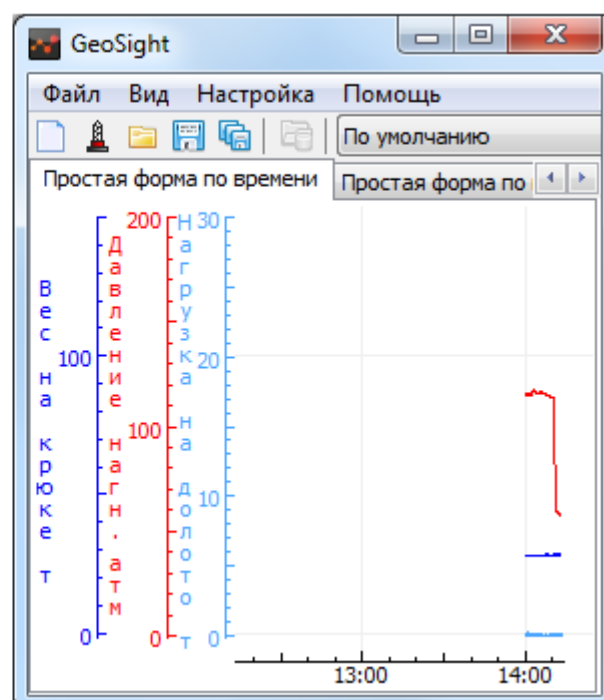 GeoSight
Файл Вид Настройка Помощь
По умолчанию
Простая форма по времени Простая форма по
Вес на крюке т
100
0
Давление нагн. атм
200
100
0
Нагрузка на долото т
30
20
10
0
13:00 14:00